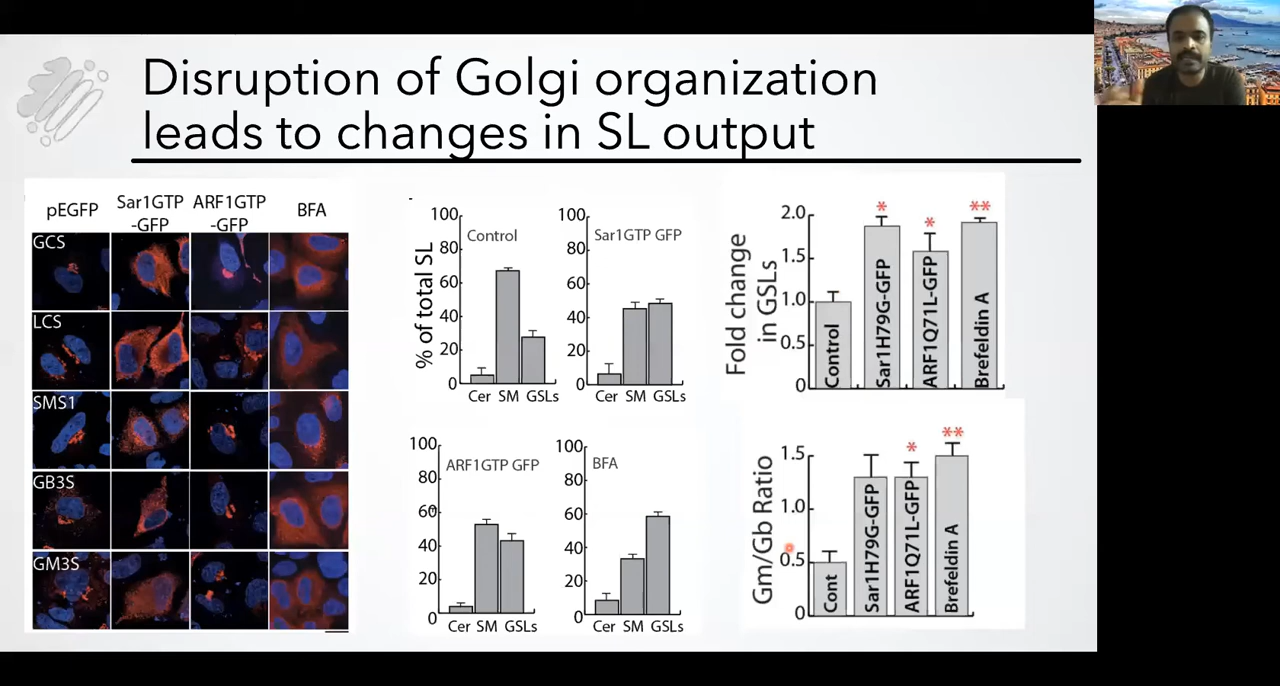 Disruption of Golgi organization
leads to changes in SL output
pEGFP
Sar1GTP
-GFP
ARF1GTP
-GFP
BFA
GCS
LCS
SMS1
GB3S
GM3S
% of total SL
100
80
60
40
20
0
Control
Cer SM GSLs
100
80
60
40
20
0
Sar1GTP GFP
Cer SM GSLs
100
80
60
40
20
0
ARF1GTP GFP
Cer SM GSLs
100
80
60
40
20
0
BFA
Cer SM GSLs
Fold change
in GSLs
2.0
1.5
1.0
0.5
0
* * **
Control
Sar1H79G-GFP
ARF1Q71L-GFP
Brefeldin A
Gm/Gb Ratio
1.5
1.0
0.5
0
* **
Cont
Sar1H79G-GFP
ARF1Q71L-GFP
Brefeldin A